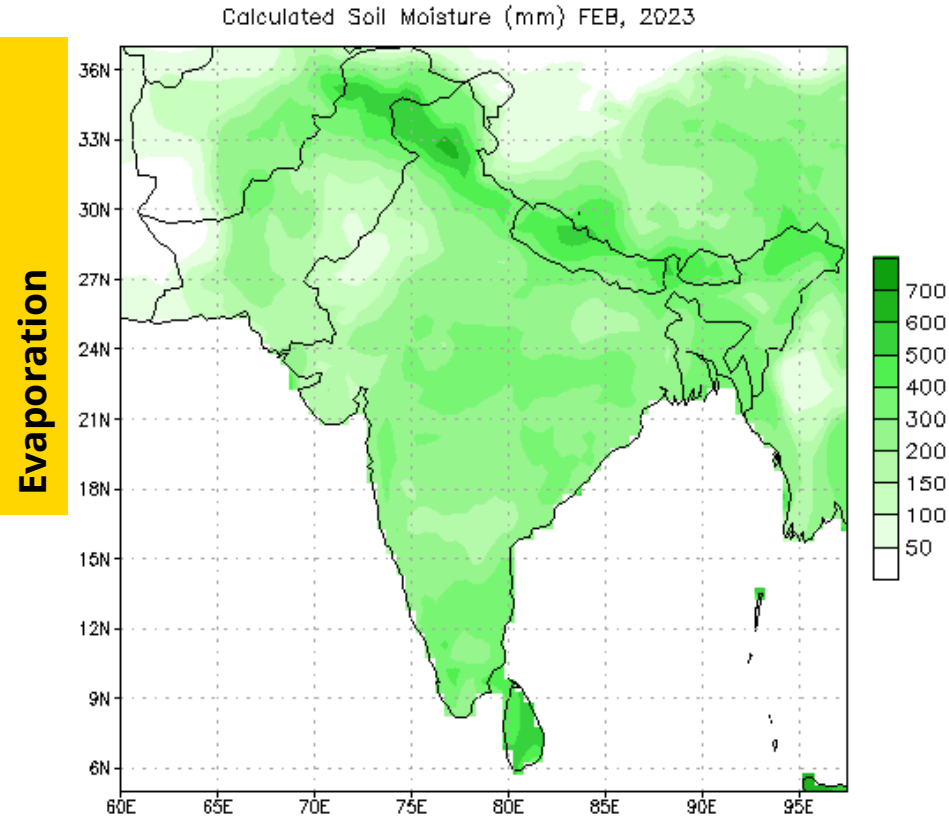 Calculated Soil Moisture (mm) FEB, 2023
Evaporation
36N
33N
30N
27N
24N
21N
18N
15N
12N
9N
6N
60E 65E 70E 75E 80E 85E 90E 95E
700
600
500
400
300
200
150
100
50